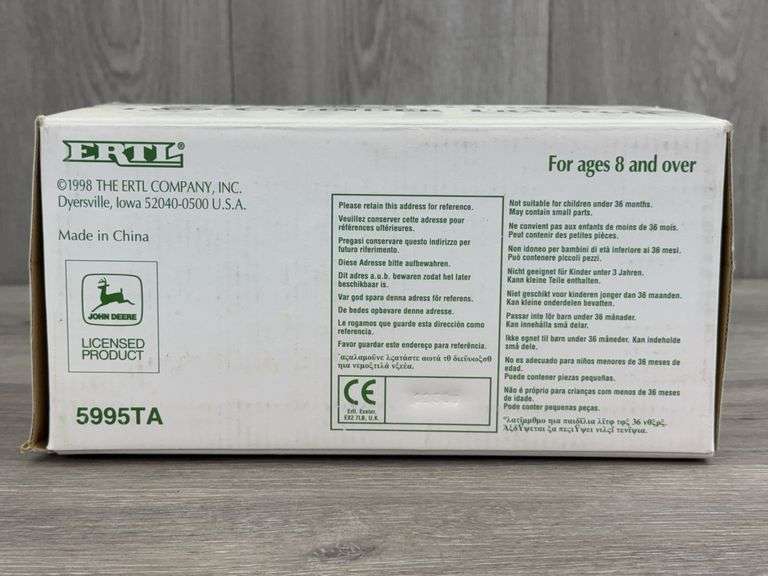 ERTL®
©1998 THE ERTL COMPANY, INC.
Dyersville, Iowa 52040-0500 U.S.A.
Made in China
JOHN DEERE
LICENSED
PRODUCT
5995TA
For ages 8 and over
Please retain this address for reference.
Veuillez conserver cette adresse pour
références ultérieures.
Pregasi conservare questo indirizzo per
futuro riferimento.
Diese Adresse bitte aufbewahren.
Dit adres a.u.b. bewaren zodat het later
beschikbaar is.
Var god spara denna adress för referens.
De bedes opbevare denne adresse.
Le rogamos que guarde esta dirección como
referencia.
Favor guardar este endereço para referência.
CE
Ertl, Exeter,
EX2 7LB, U.K.
Not suitable for children under 36 months.
May contain small parts.
Ne convient pas aux enfants de moins de 36 mois.
Peut contenir des petites pièces.
Non idoneo per bambini di età inferiore ai 36 mesi.
Può contenere piccoli pezzi.
Nicht geeignet für Kinder unter 3 Jahren.
Kann kleine Teile enthalten.
Niet geschikt voor kinderen jonger dan 36 maanden.
Kan kleine onderdelen bevatten.
Passar inte för barn under 36 månader.
Kan innehålla små delar.
Ikke egnet til børn under 36 måneder. Kan indeholde
små dele.
No es adecuado para niños menores de 36 meses de
edad.
Puede contener piezas pequeñas.
Não é próprio para crianças com menos de 36 meses
de idade.
Pode conter pequenas peças.